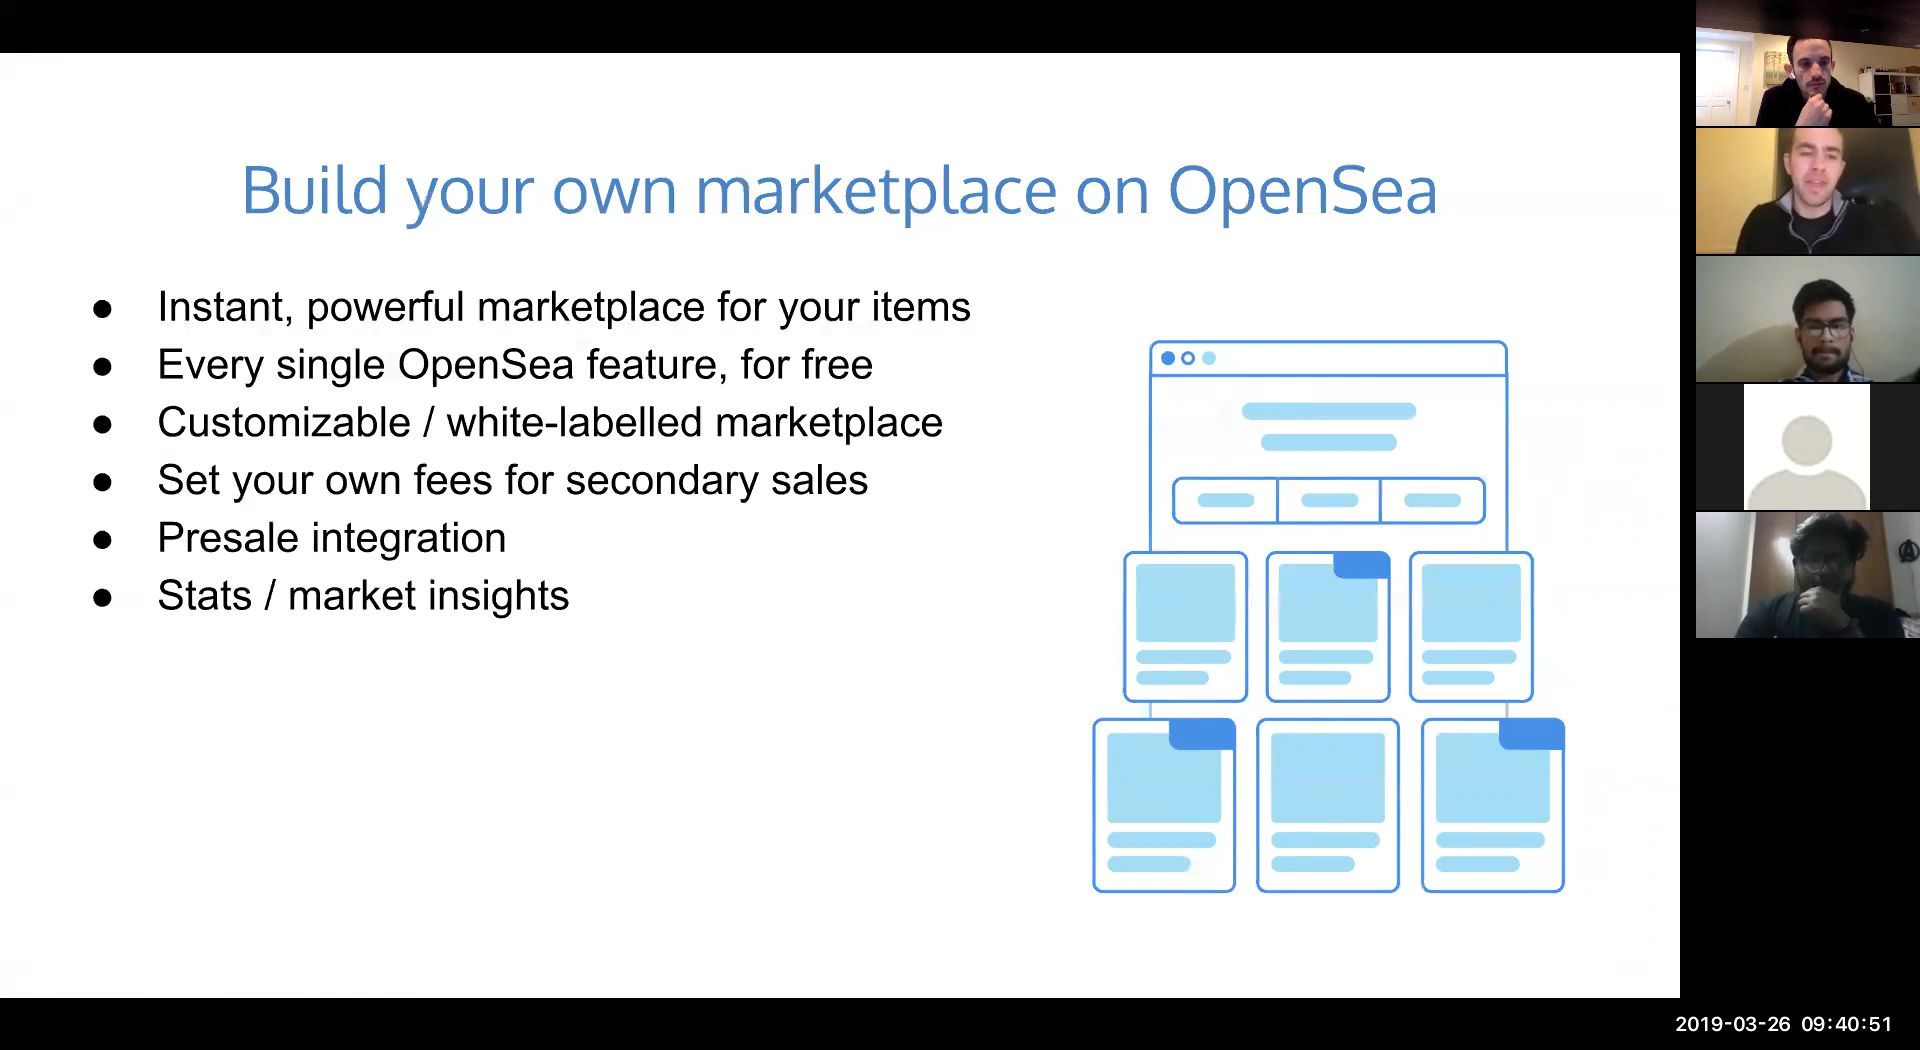 Build your own marketplace on OpenSea
● Instant, powerful marketplace for your items
● Every single OpenSea feature, for free
● Customizable / white-labelled marketplace
● Set your own fees for secondary sales
● Presale integration
● Stats / market insights
2019-03-26 09:40:51